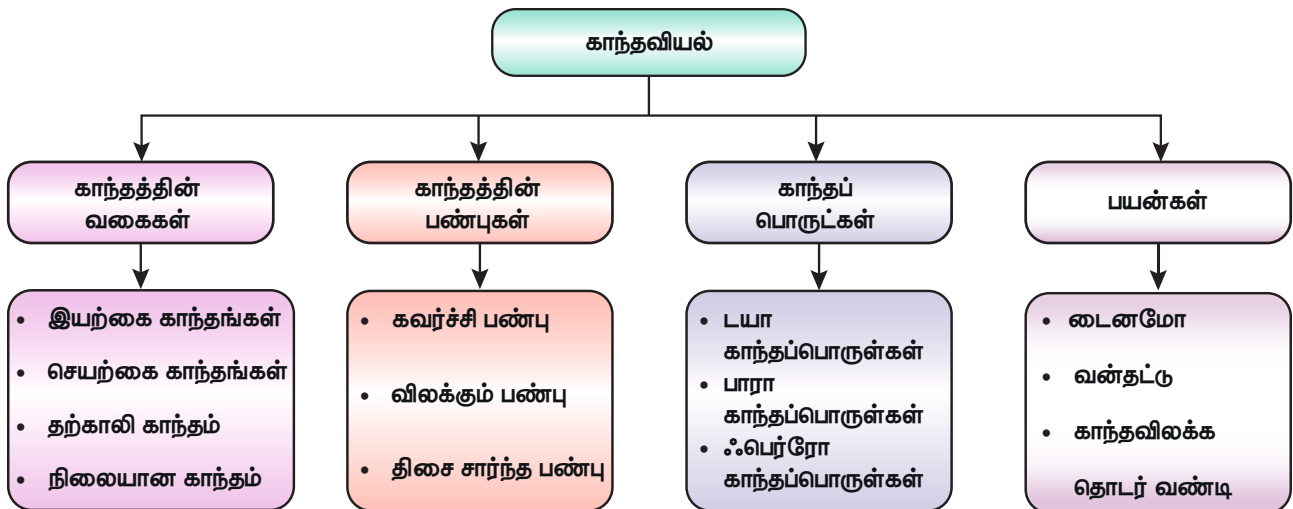 காந்தவியல்
காந்தத்தின்
வகைகள்
• இயற்கை காந்தங்கள்
• செயற்கை காந்தங்கள்
• தற்காலி காந்தம்
• நிலையான காந்தம்
காந்தத்தின்
பண்புகள்
• கவர்ச்சி பண்பு
• விலக்கும் பண்பு
• திசை சார்ந்த பண்பு
காந்தப்
பொருட்கள்
• டயா
காந்தப்பொருள்கள்
• பாரா
காந்தப்பொருள்கள்
• ஃபெர்ரோ
காந்தப்பொருள்கள்
பயன்கள்
• டைனமோ
• வன்தட்டு
• காந்தவிலக்க
தொடர் வண்டி